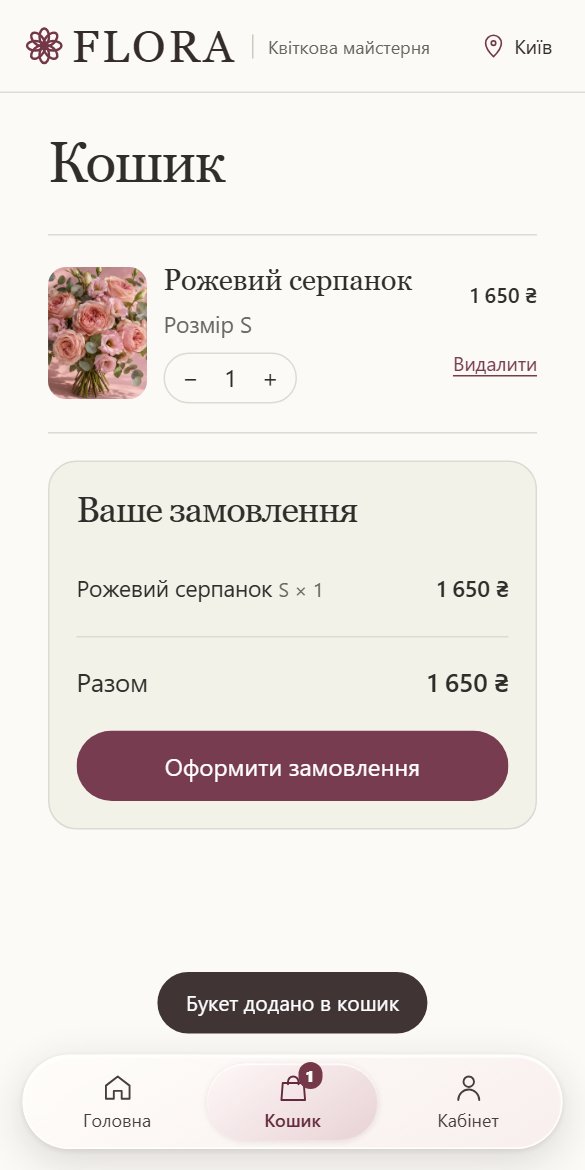 FLORA
Квіткова майстерня
Київ
Кошик
Рожевий серпанок
1 650 ₴
Розмір S
Видалити
− 1 +
Ваше замовлення
Рожевий серпанок S × 1
1 650 ₴
Разом
1 650 ₴
Оформити замовлення
Букет додано в кошик
1
Головна
Кошик
Кабінет